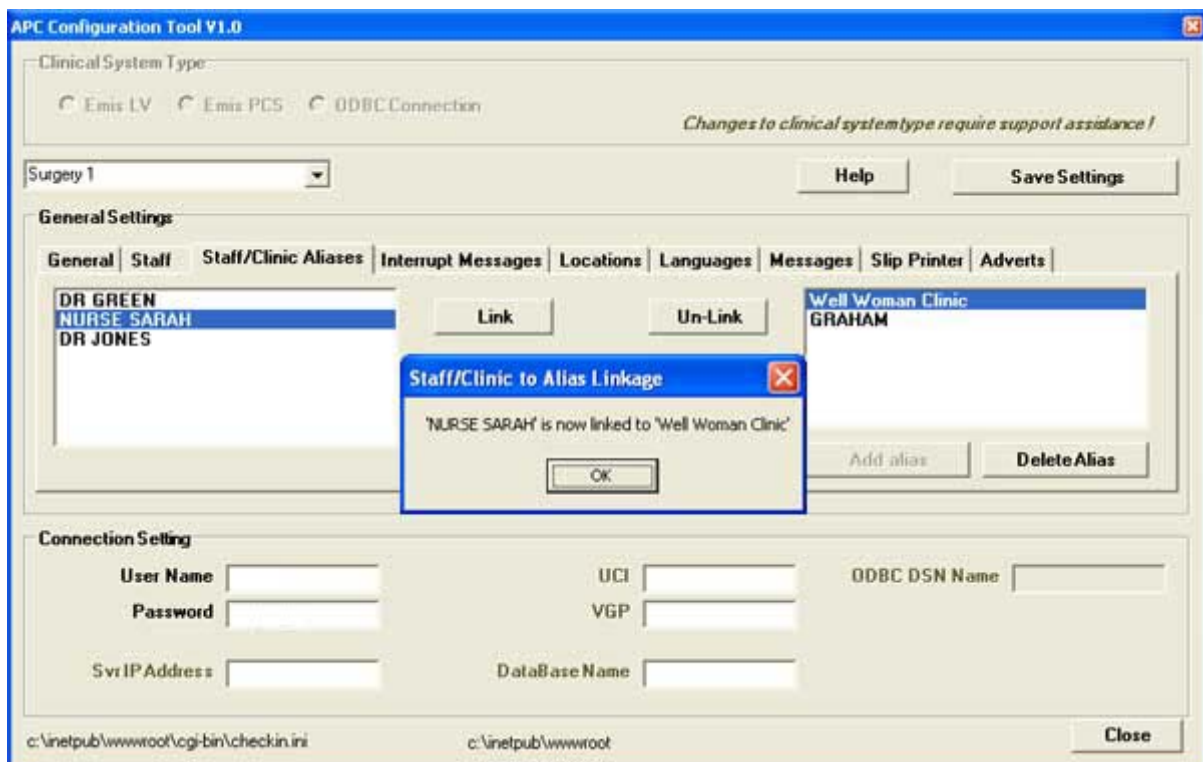 APC Configuration Tool V1.0
Clinical System Type
Emis LV Emis PCS ODBC Connection
Changes to clinical system type require support assistance!
Surgery 1 Help Save Settings
General Settings
General Staff Staff/Clinic Aliases Interrupt Messages Locations Languages Messages Slip Printer Adverts
DR GREEN
NURSE SARAH
DR JONES
Link Un-Link
Well Woman Clinic
GRAHAM
Staff/Clinic to Alias Linkage
'NURSE SARAH' is now linked to 'Well Woman Clinic'
OK
Add alias Delete Alias
Connection Setting
User Name UCI ODBC DSN Name
Password VGP
Svr IP Address DataBase Name
c:\inetpub\wwwroot\cgi-bin\checkin.ini c:\inetpub\wwwroot Close